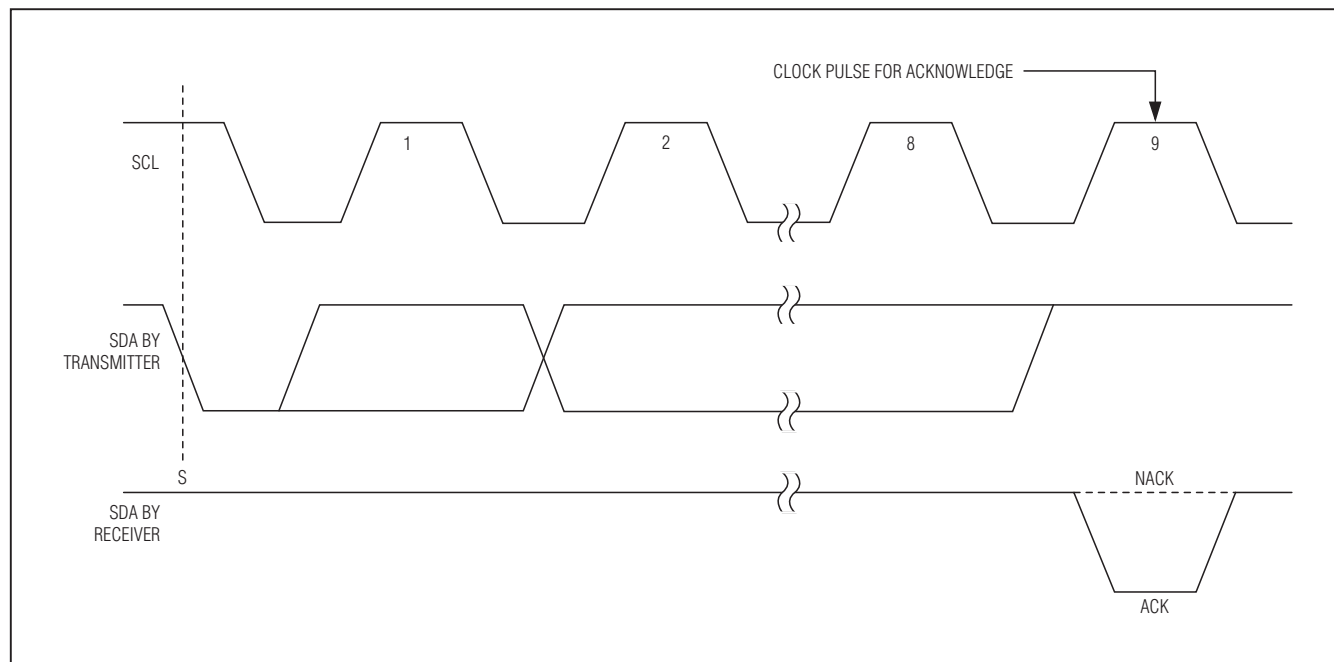 CLOCK PULSE FOR ACKNOWLEDGE
SCL
1
2
8
9
SDA BY
TRANSMITTER
S
SDA BY
RECEIVER
NACK
ACK